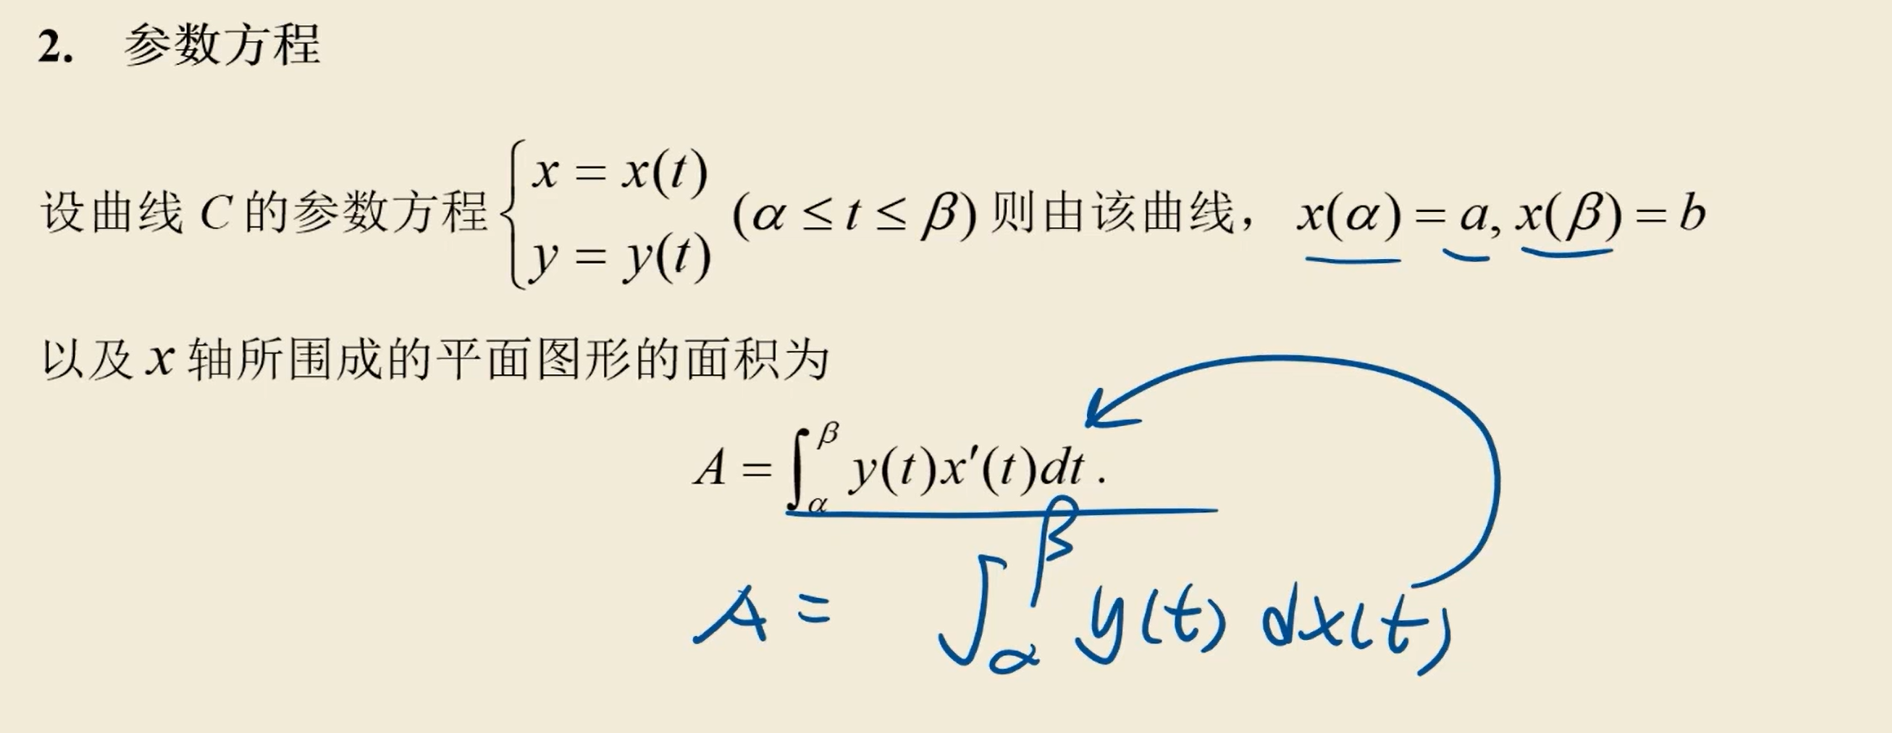 2. 参数方程
设曲线 C 的参数方程 { x = x(t) y = y(t) (α ≤ t ≤ β) 则由该曲线， x(α) = a, x(β) = b
以及 x 轴所围成的平面图形的面积为
A = ∫_α^β y(t)x′(t)dt .
A = ∫_α^β y(t) dx(t)